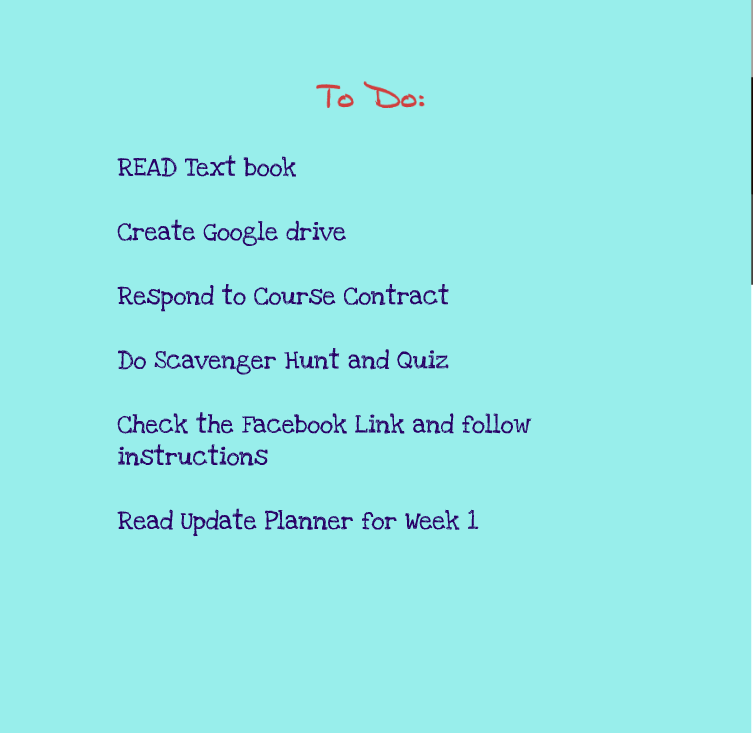 To Do:
READ Text book
Create Google drive
Respond to Course Contract
Do Scavenger Hunt and Quiz
Check the Facebook Link and follow
instructions
Read Update Planner for Week 1